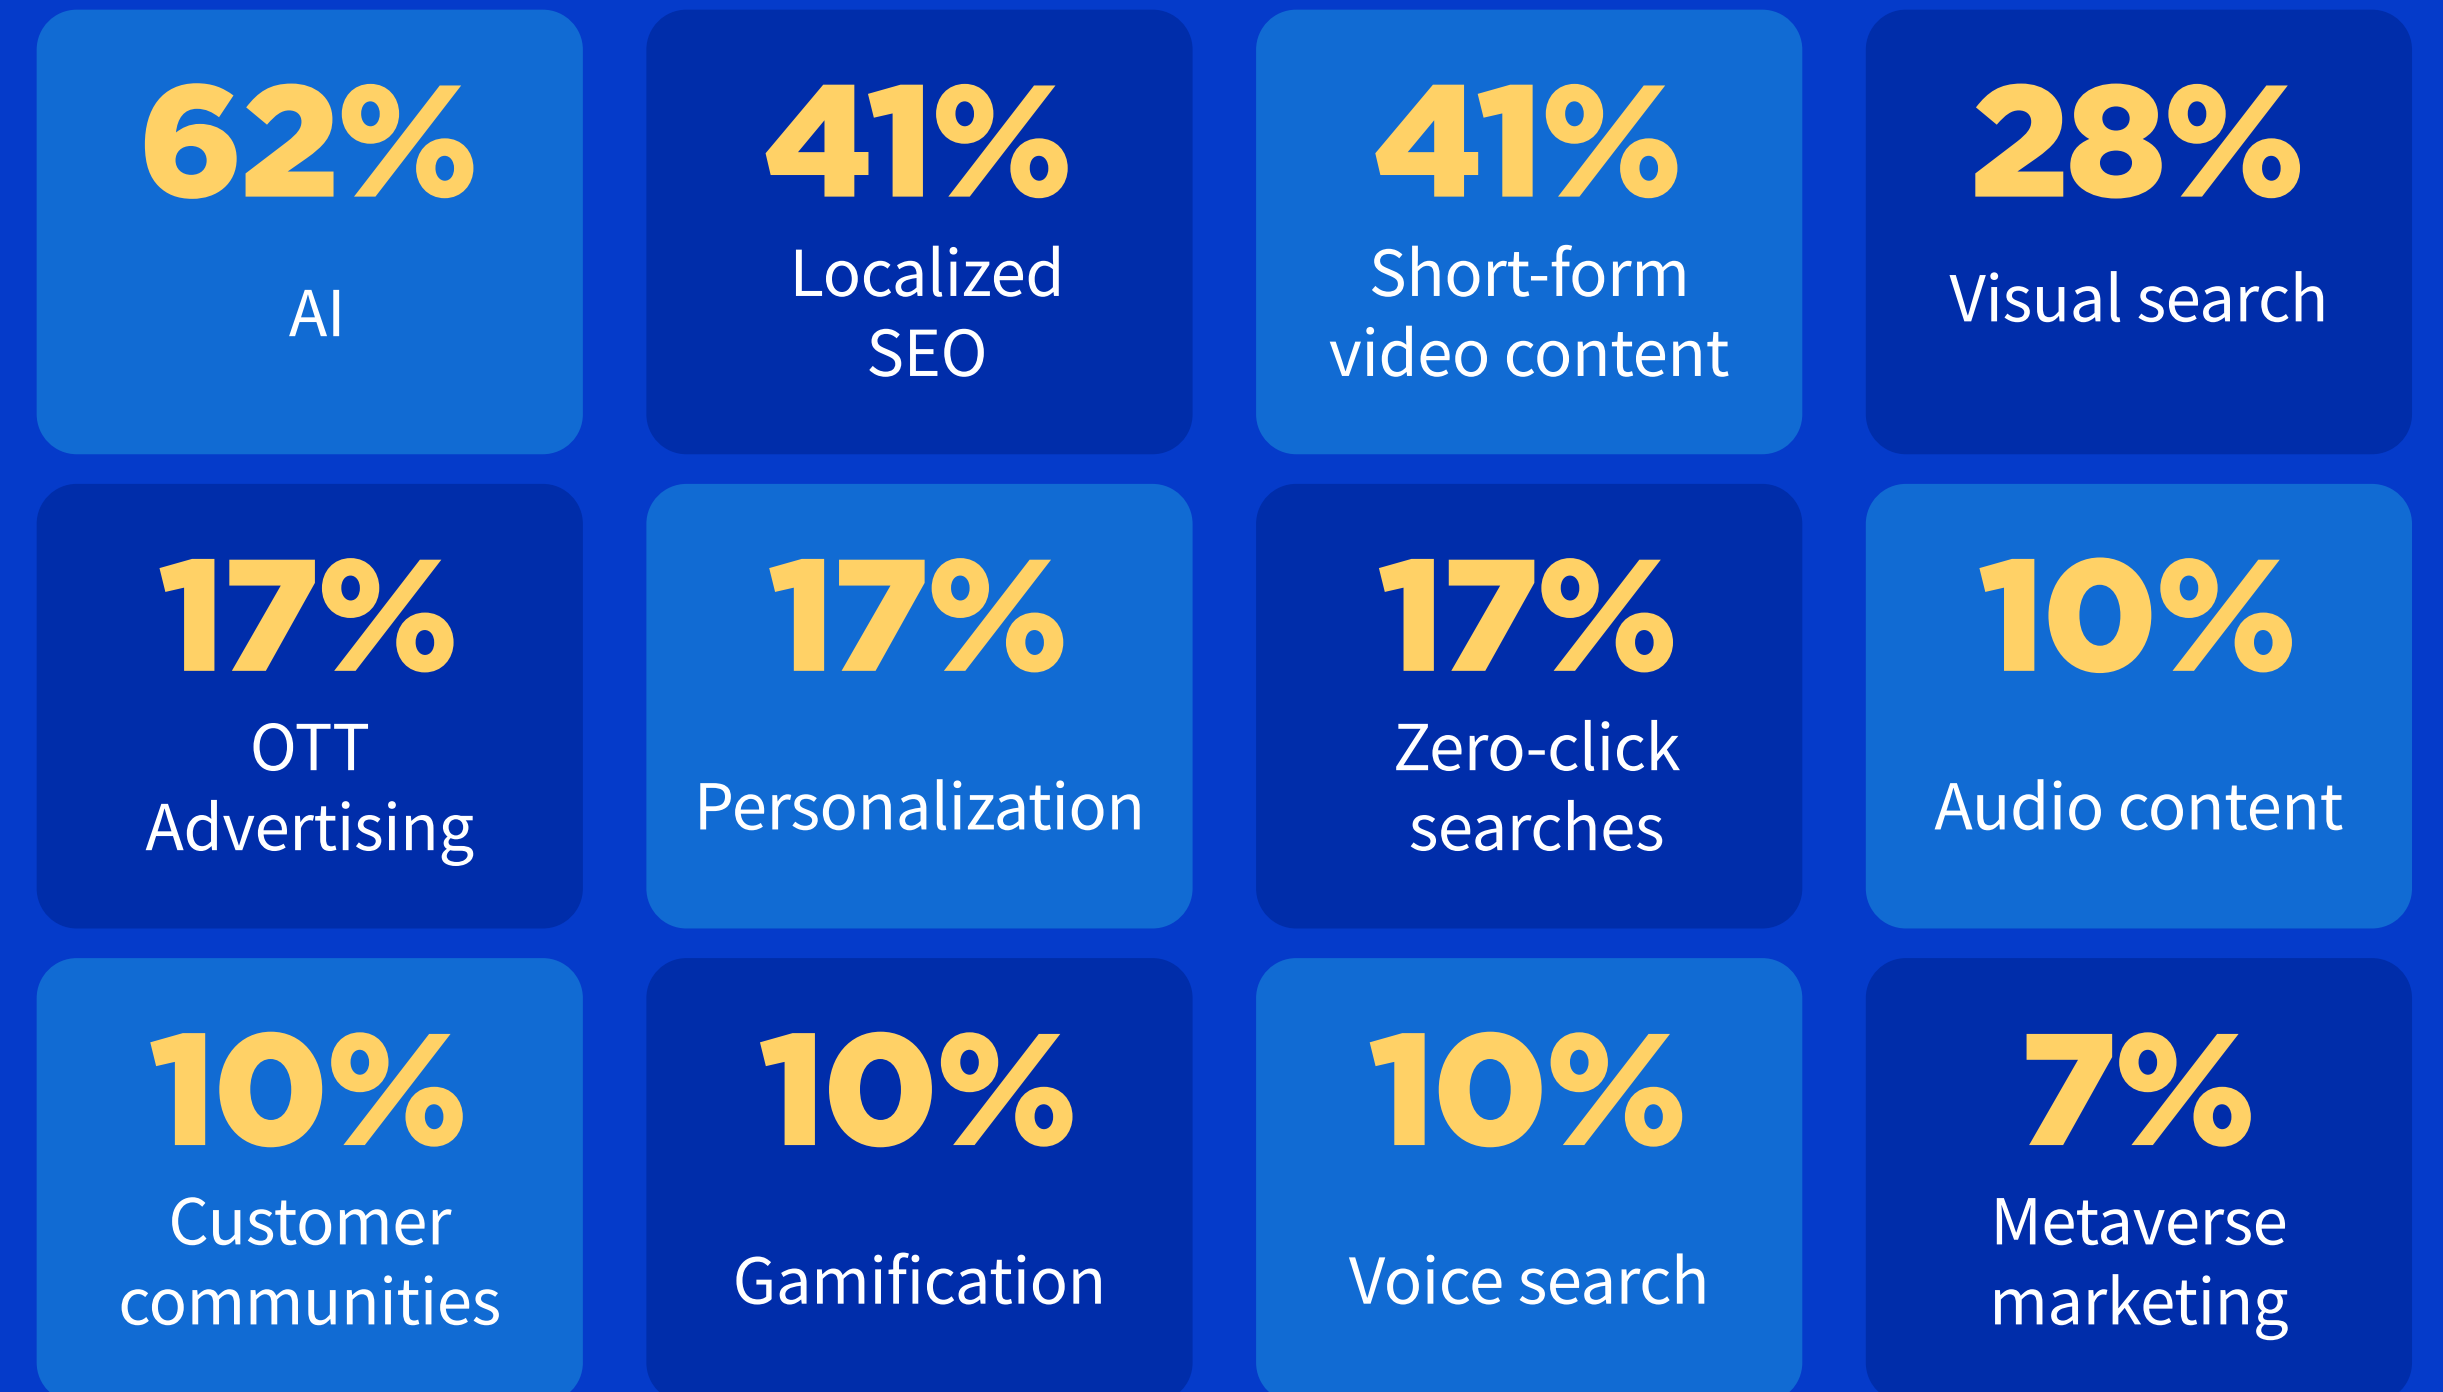 62%
AI
41%
Localized
SEO
41%
Short-form
video content
28%
Visual search
17%
OTT
Advertising
17%
Personalization
17%
Zero-click
searches
10%
Audio content
10%
Customer
communities
10%
Gamification
10%
Voice search
7%
Metaverse
marketing